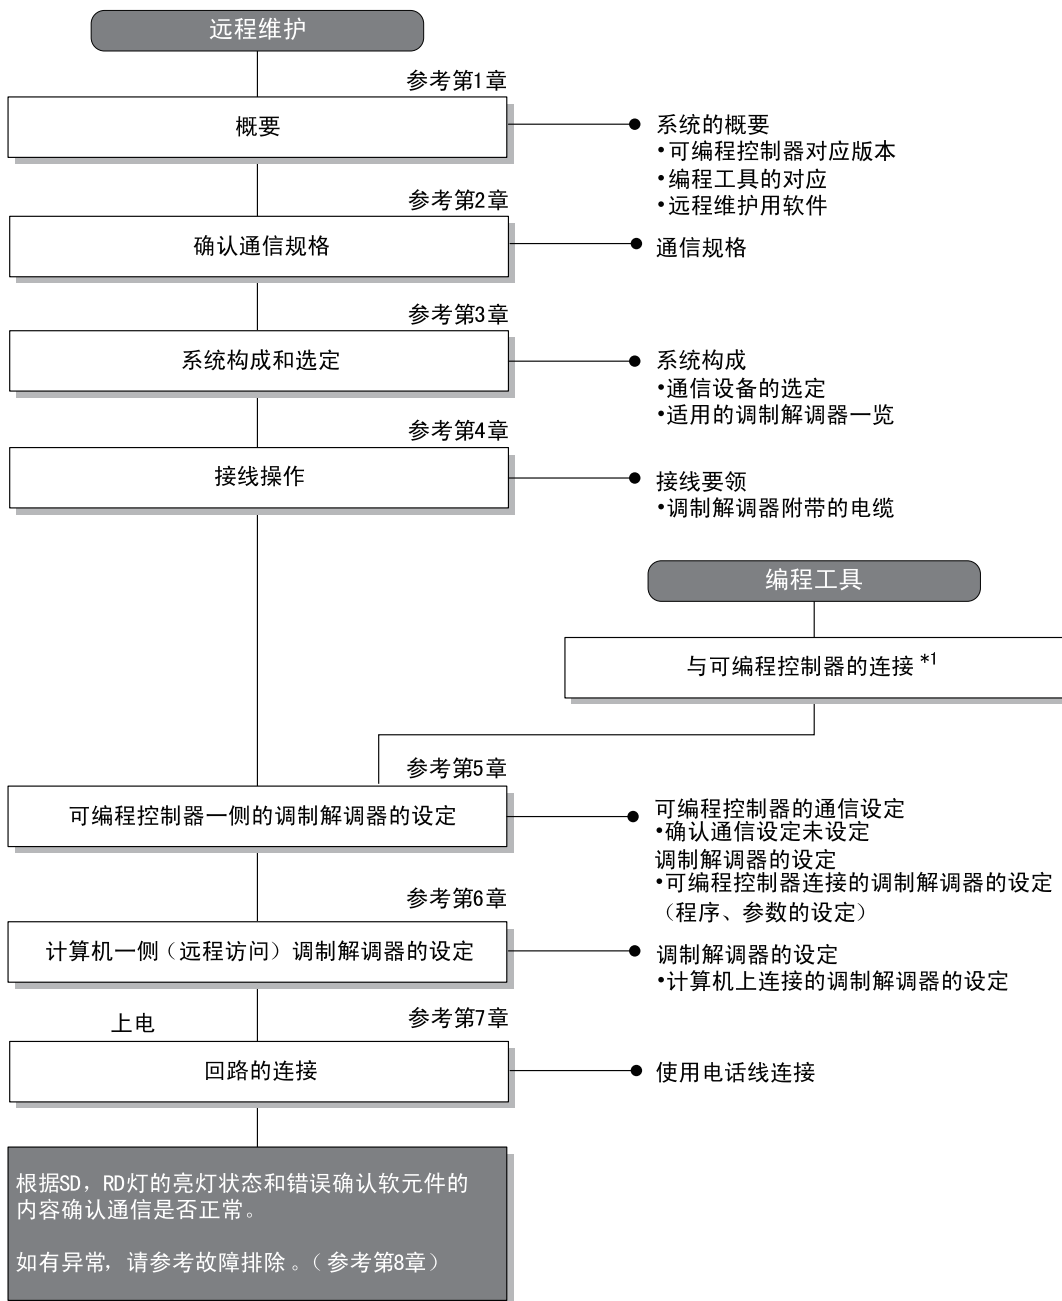 远程维护
参考第1章
概要
系统的概要
•可编程控制器对应版本
•编程工具的对应
•远程维护用软件
参考第2章
确认通信规格
通信规格
参考第3章
系统构成和选定
系统构成
•通信设备的选定
•适用的调制解调器一览
参考第4章
接线操作
接线要领
•调制解调器附带的电缆
编程工具
与可编程控制器的连接 *1
参考第5章
可编程控制器一侧的调制解调器的设定
可编程控制器的通信设定
•确认通信设定未设定
调制解调器的设定
•可编程控制器连接的调制解调器的设定
（程序、参数的设定）
参考第6章
计算机一侧（远程访问）调制解调器的设定
调制解调器的设定
•计算机上连接的调制解调器的设定
上电
参考第7章
回路的连接
使用电话线连接
根据SD，RD灯的亮灯状态和错误确认软元件的
内容确认通信是否正常。
如有异常，请参考故障排除。（参考第8章）